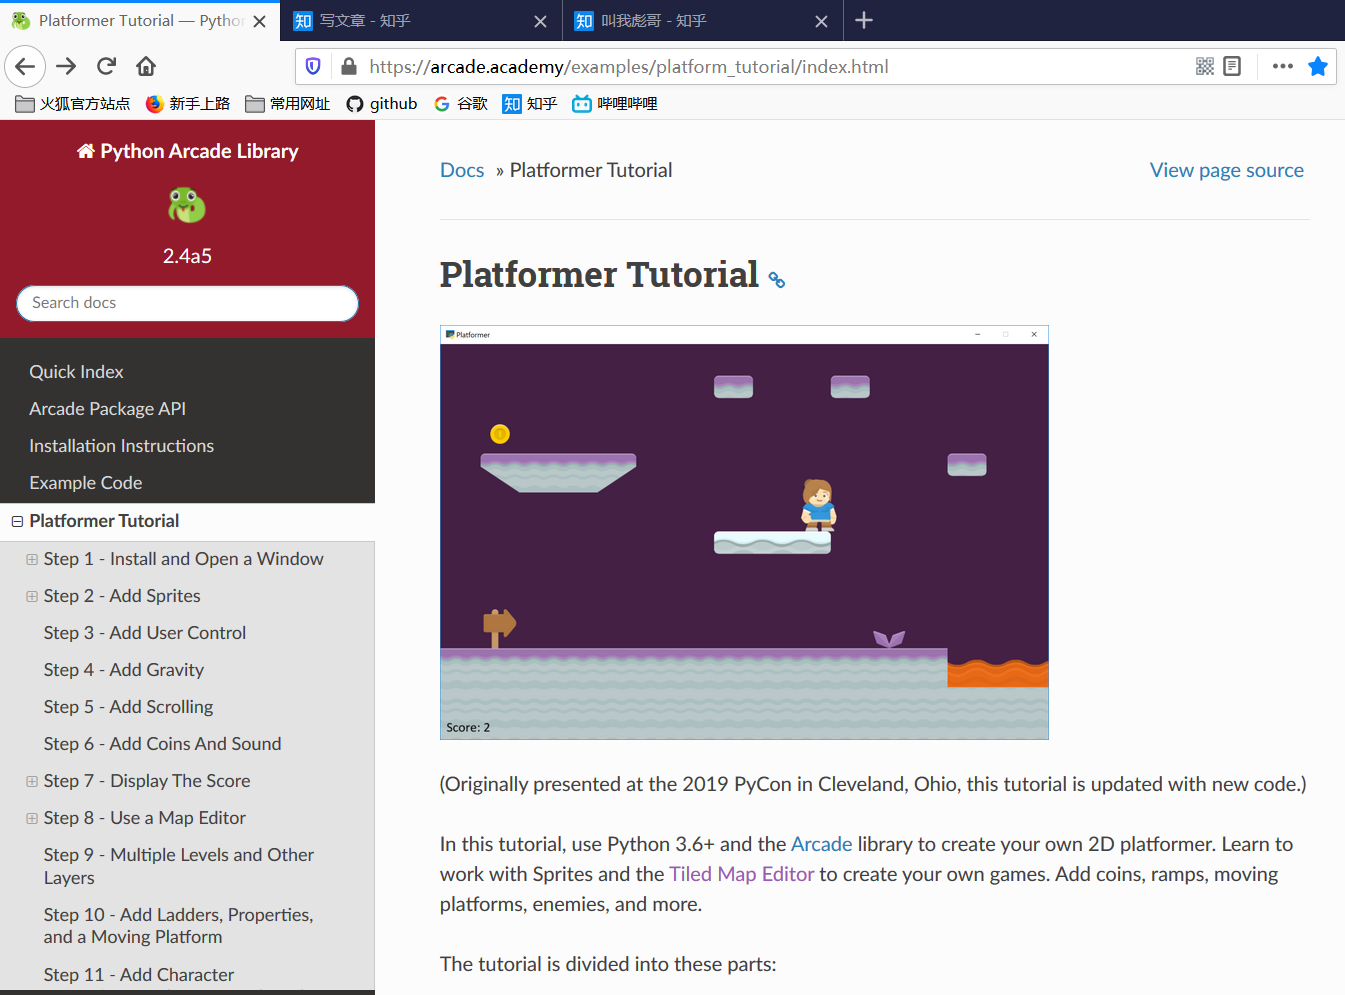 Platformer Tutorial — Pytho
写文章 - 知乎
叫我彪哥 - 知乎
https://arcade.academy/examples/platform_tutorial/index.html
火狐官方站点
新手上路
常用网址
github
谷歌
知 知乎
哔哩哔哩
Python Arcade Library
2.4a5
Search docs
Quick Index
Arcade Package API
Installation Instructions
Example Code
Platformer Tutorial
Step 1 - Install and Open a Window
Step 2 - Add Sprites
Step 3 - Add User Control
Step 4 - Add Gravity
Step 5 - Add Scrolling
Step 6 - Add Coins And Sound
Step 7 - Display The Score
Step 8 - Use a Map Editor
Step 9 - Multiple Levels and Other
Layers
Step 10 - Add Ladders, Properties,
and a Moving Platform
Step 11 - Add Character
Docs » Platformer Tutorial
View page source
Platformer Tutorial
Platformer
Score: 2
(Originally presented at the 2019 PyCon in Cleveland, Ohio, this tutorial is updated with new code.)
In this tutorial, use Python 3.6+ and the Arcade library to create your own 2D platformer. Learn to
work with Sprites and the Tiled Map Editor to create your own games. Add coins, ramps, moving
platforms, enemies, and more.
The tutorial is divided into these parts: